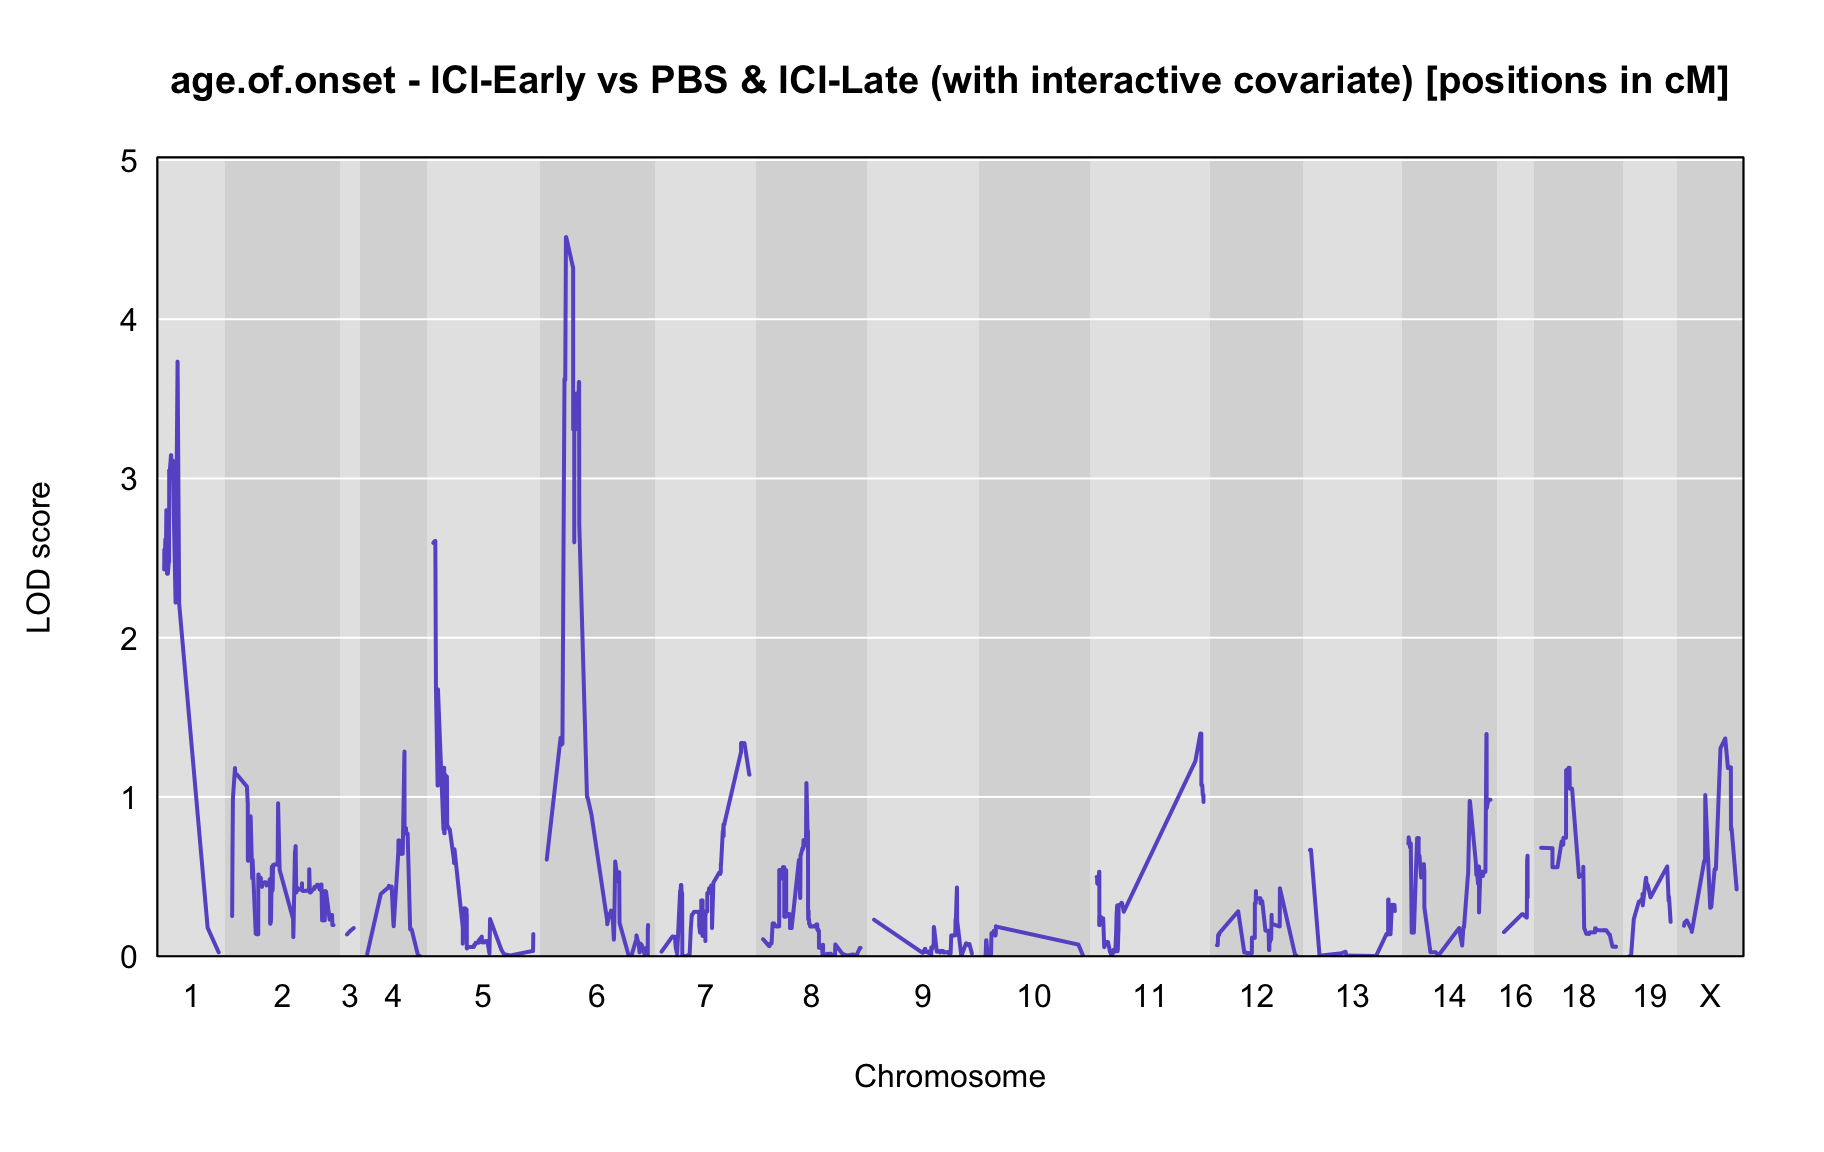 age.of.onset - ICI-Early vs PBS & ICI-Late (with interactive covariate) [positions in cM]
5
4
3
2
1
0
LOD score
1 2 3 4 5 6 7 8 9 10 11 12 13 14 16 18 19 X
Chromosome